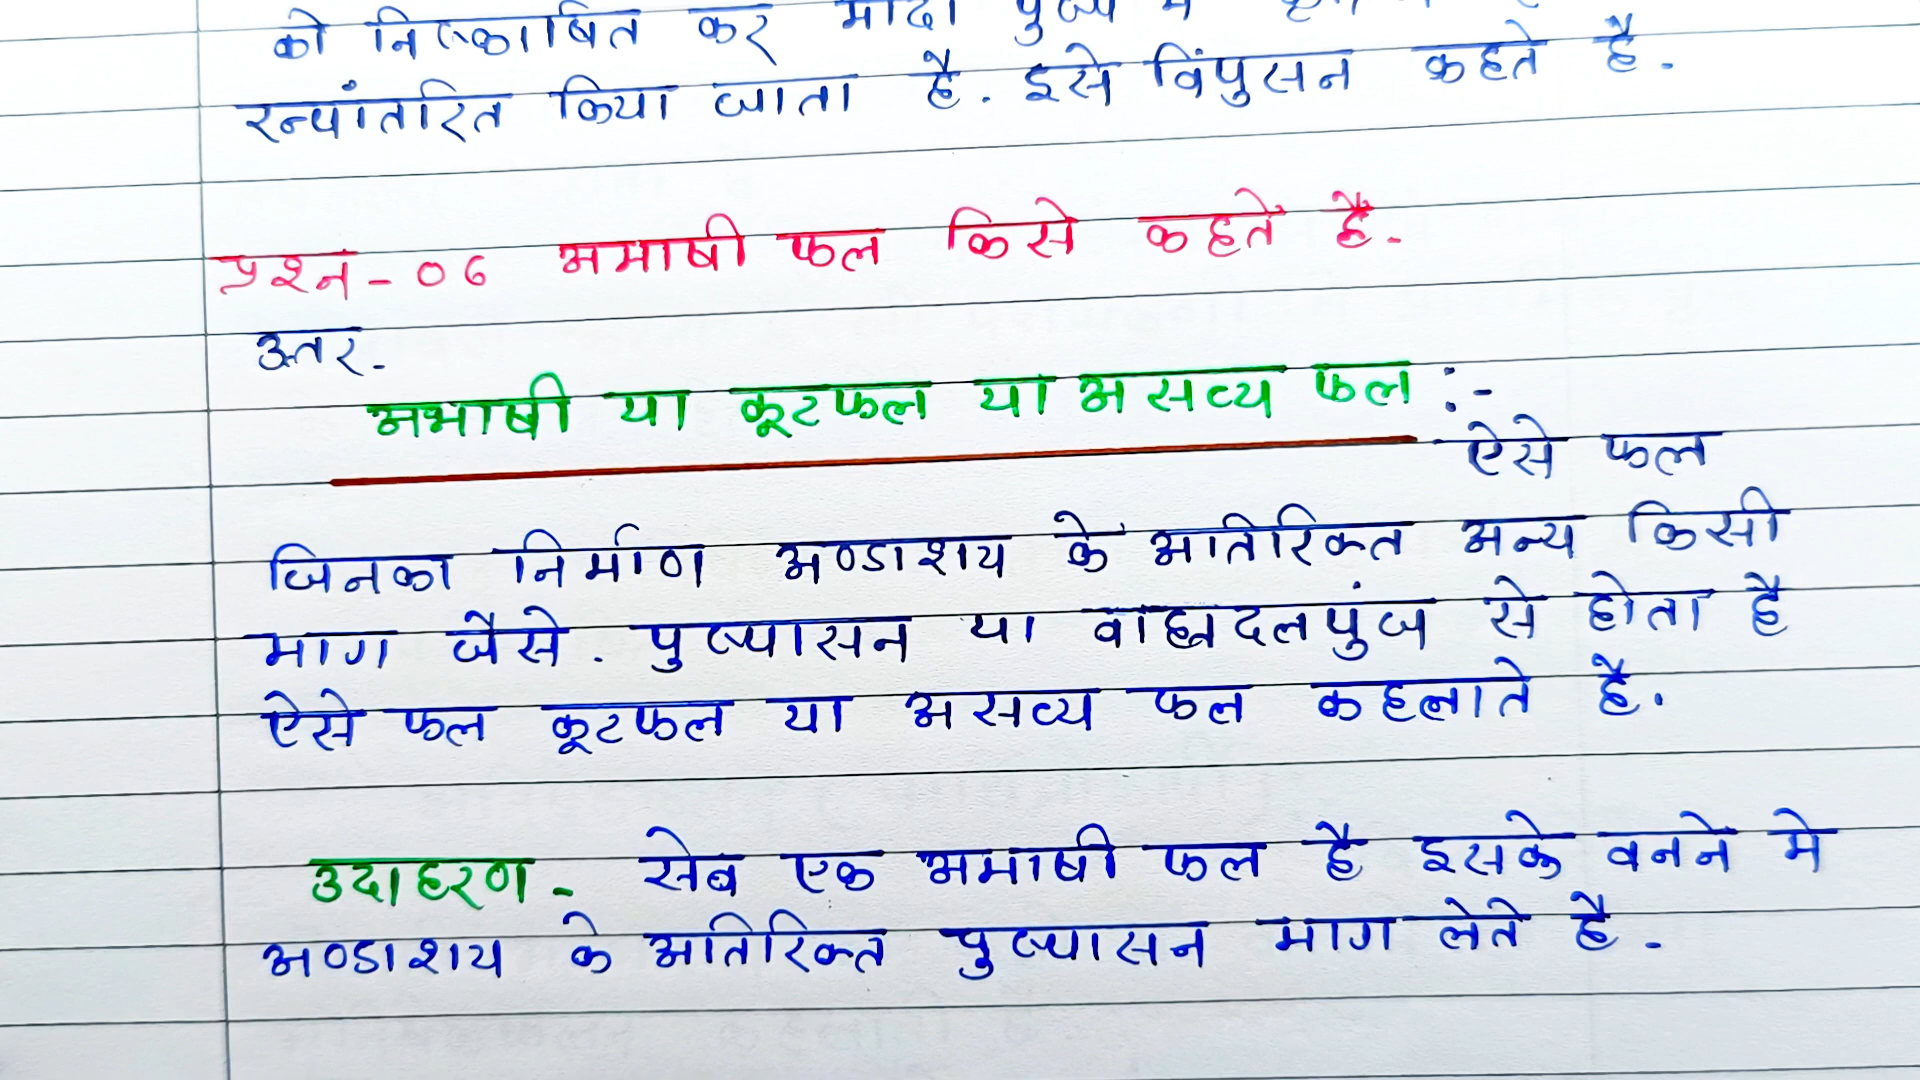 को निष्काषित कर मादा पुष्प में
रुपांतरित किया जाता है. इसे विंपुसन कहते है.
प्रश्न-06 अमाषी फल किसे कहते है.
उत्तर.
अभाषी या कूटफल या असत्य फल :-
ऐसे फल
जिनका निर्माण अण्डाशय के अतिरिक्त अन्य किसी
भाग जैसे. पुष्पासन या वाह्यदलपुंज से होता है
ऐसे फल कूटफल या असत्य फल कहलाते है.
उदाहरण- सेब एक अमाषी फल है इसके वनने मे
अण्डाशय के अतिरिक्त पुष्पासन भाग लेते है.